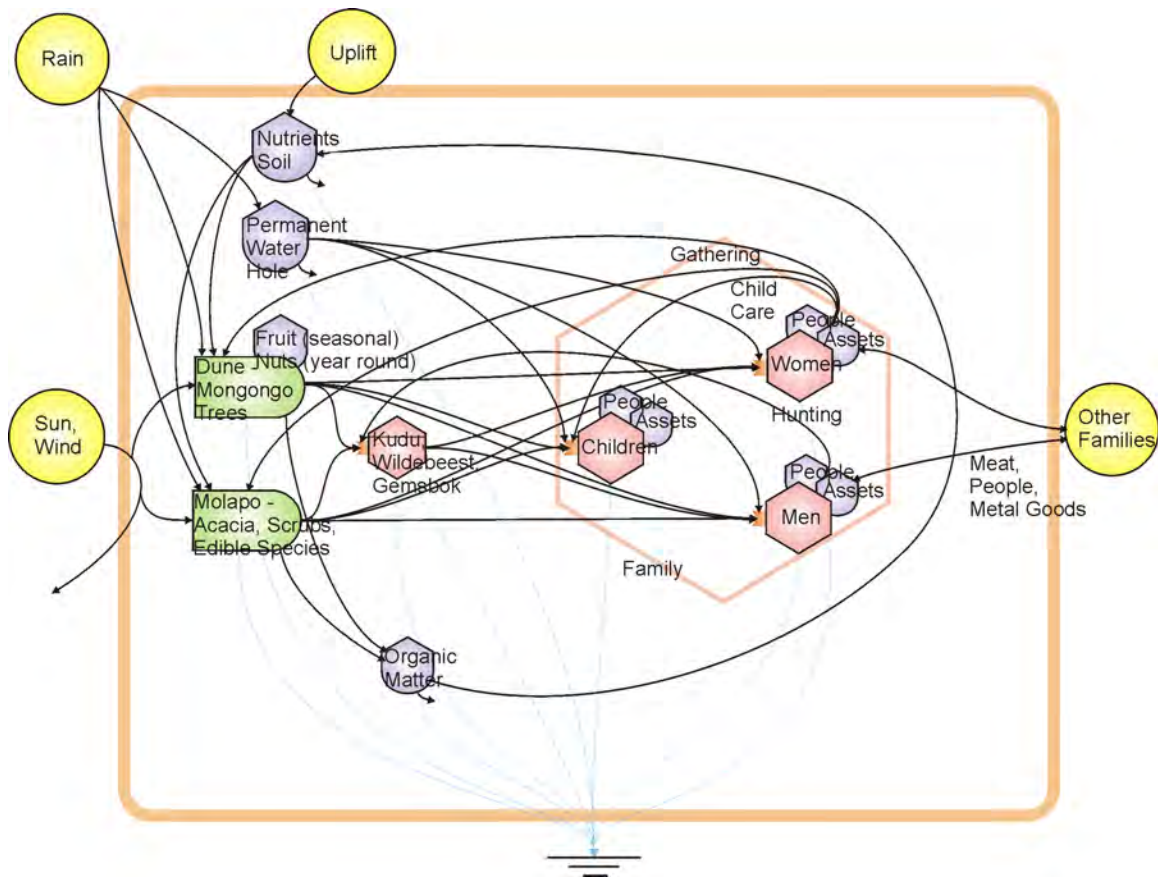 Rain
Uplift
Nutrients
Soil
Permanent
Water
Hole
Gathering
Child
Care
People
Assets
Women
Fruit (seasonal)
Nuts (year round)
Dune -
Mongongo
Trees
Sun,
Wind
Kudu,
Wildebeest,
Gemsbok
People
Assets
Children
Hunting
Other
Families
People
Assets
Men
Meat,
People,
Metal Goods
Molapo -
Acacia, Scrubs,
Edible Species
Family
Organic
Matter